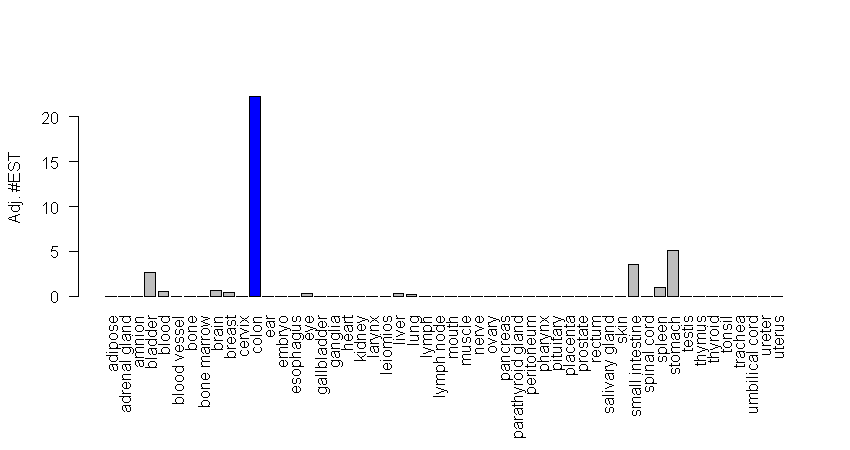 Adj. #EST
20
15
10
5
0
adipose
adrenal gland
amnion
bladder
blood
blood vessel
bone
bone marrow
brain
breast
cervix
colon
ear
embryo
esophagus
eye
gallbladder
ganglia
heart
kidney
larynx
leiomios
liver
lung
lymph
lymph node
mouth
muscle
nerve
ovary
pancreas
parathyroid gland
peritoneum
pharynx
pituitary
placenta
prostate
rectum
salivary gland
skin
small intestine
spinal cord
spleen
stomach
testis
thymus
thyroid
tonsil
trachea
umbilical cord
ureter
uterus